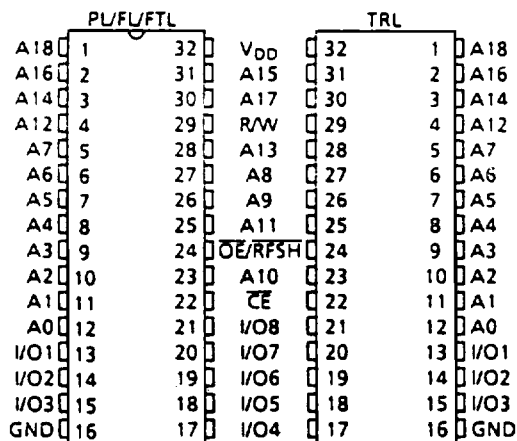 PL/FL/FTL TRL
A18 1 32 VDD 32 1 A18
A16 2 31 A15 31 2 A16
A14 3 30 A17 30 3 A14
A12 4 29 R/W 29 4 A12
A7 5 28 A13 28 5 A7
A6 6 27 A8 27 6 A6
A5 7 26 A9 26 7 A5
A4 8 25 A11 25 8 A4
A3 9 24 OE/RFSH 24 9 A3
A2 10 23 A10 23 10 A2
A1 11 22 CE 22 11 A1
A0 12 21 I/O8 21 12 A0
I/O1 13 20 I/O7 20 13 I/O1
I/O2 14 19 I/O6 19 14 I/O2
I/O3 15 18 I/O5 18 15 I/O3
GND 16 17 I/O4 17 16 GND